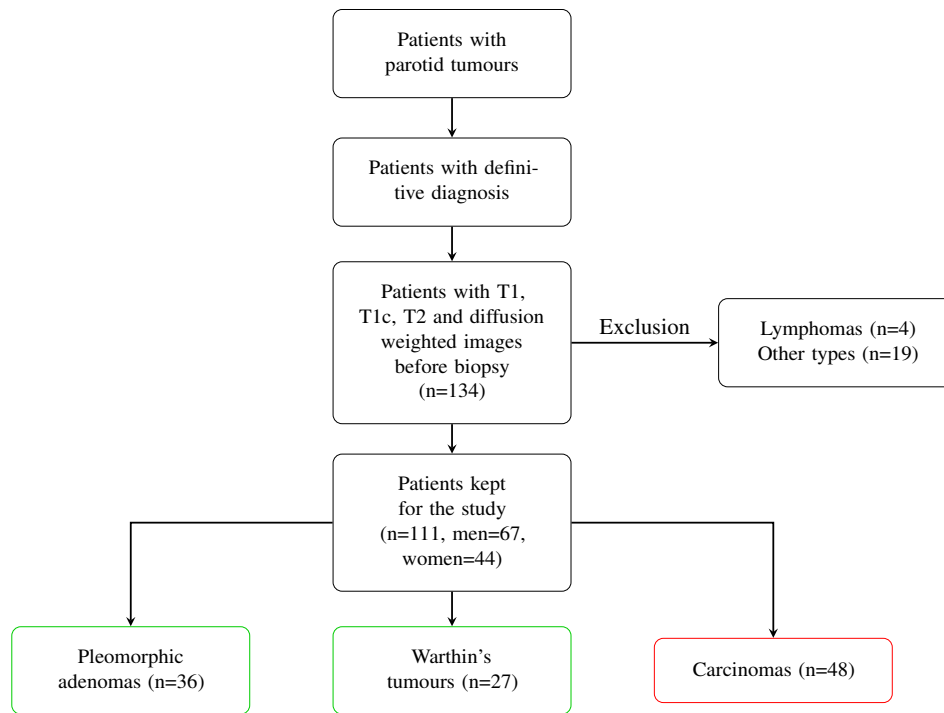 Patients with
parotid tumours
Patients with defini-
tive diagnosis
Patients with T1,
T1c, T2 and diffusion
weighted images
before biopsy
(n=134)
Exclusion
Lymphomas (n=4)
Other types (n=19)
Patients kept
for the study
(n=111, men=67,
women=44)
Pleomorphic
adenomas (n=36)
Warthin's
tumours (n=27)
Carcinomas (n=48)